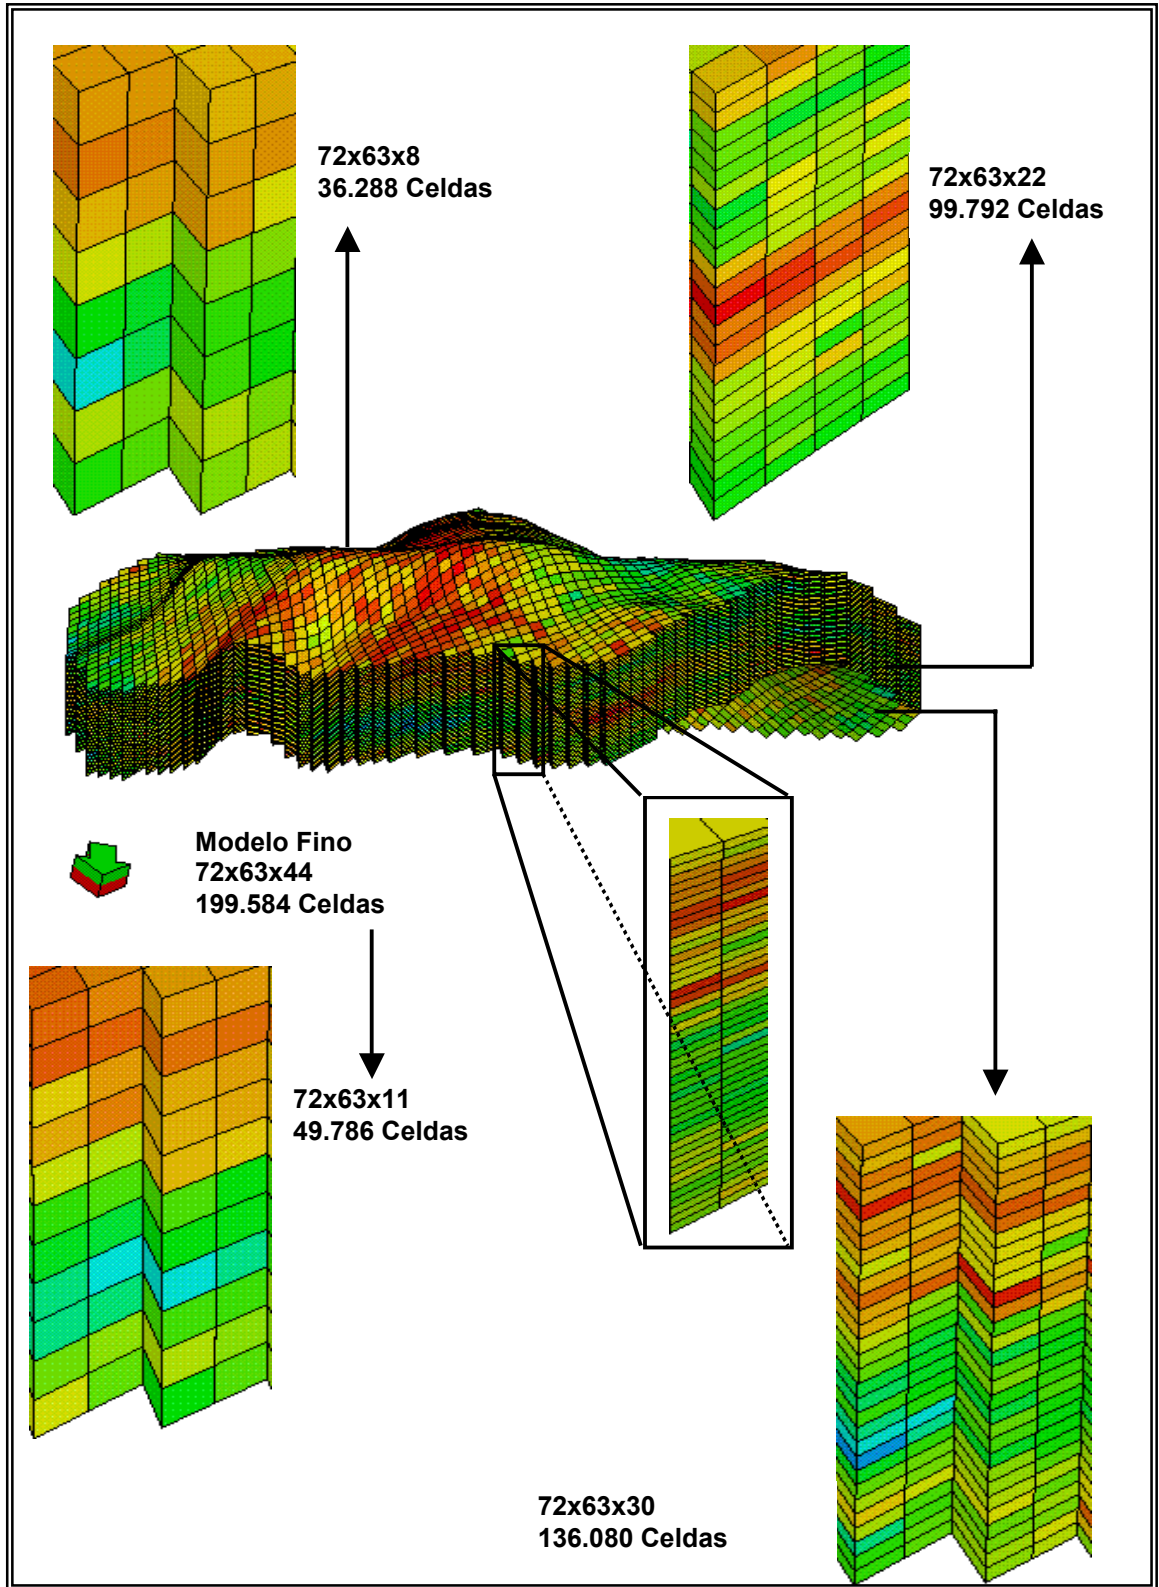 72x63x8
36.288 Celdas
72x63x22
99.792 Celdas
Modelo Fino
72x63x44
199.584 Celdas
72x63x11
49.786 Celdas
72x63x30
136.080 Celdas